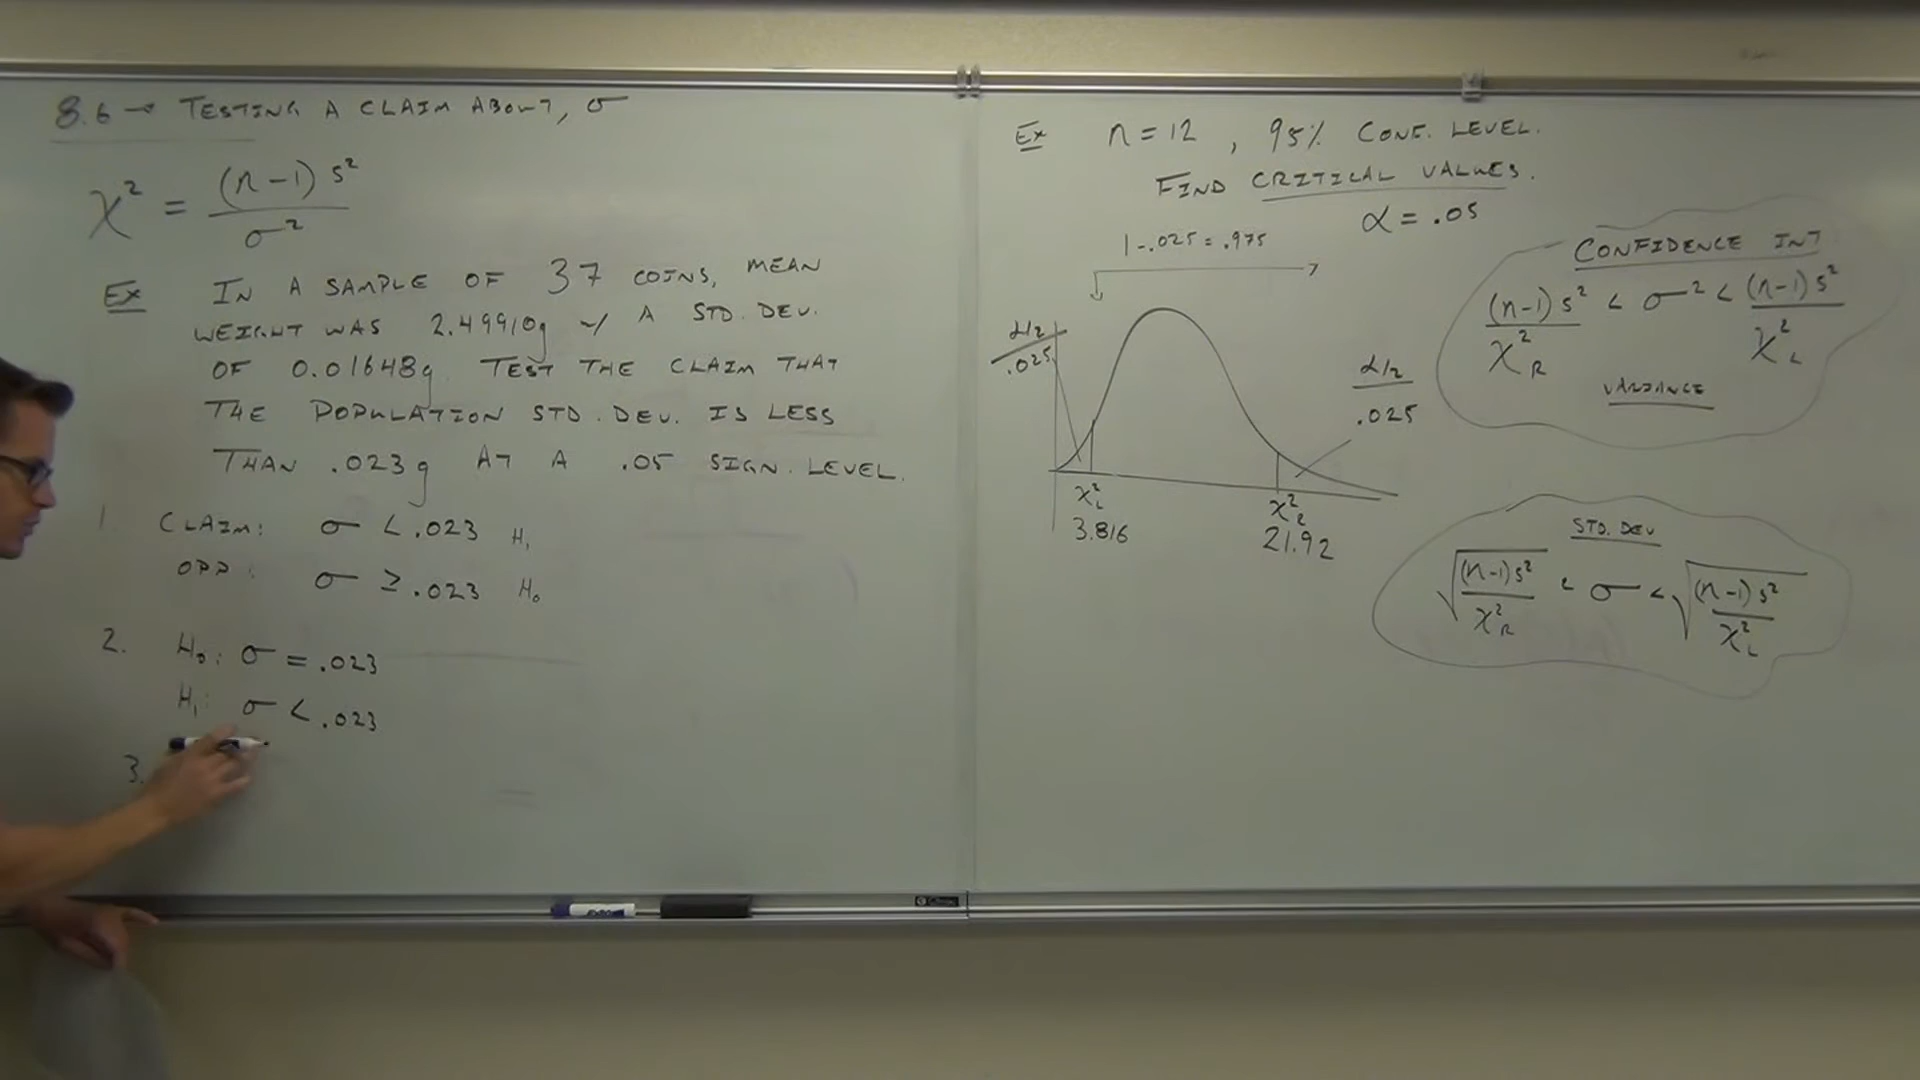 8.6 → TESTING A CLAIM ABOUT, σ
χ² = (n-1) s² / σ²
Ex IN A SAMPLE OF 37 COINS, MEAN
WEIGHT WAS 2.49910g w/ A STD. DEV.
OF 0.01648g. TEST THE CLAIM THAT
THE POPULATION STD. DEV. IS LESS
THAN .023g AT A .05 SIGN. LEVEL.
1. CLAIM: σ < .023 H₁
OPP: σ ≥ .023 H₀
2. H₀: σ = .023
H₁: σ < .023
3.
Ex n = 12, 95% CONF. LEVEL.
FIND CRITICAL VALUES.
α = .05
1-.025 = .975
α/2
.025
α/2
.025
χ²L
3.816
χ²R
21.92
CONFIDENCE INT
(n-1) s² / χ²R < σ² < (n-1) s² / χ²L
VARIANCE
STD. DEV
√((n-1) s² / χ²R) < σ < √((n-1) s² / χ²L)